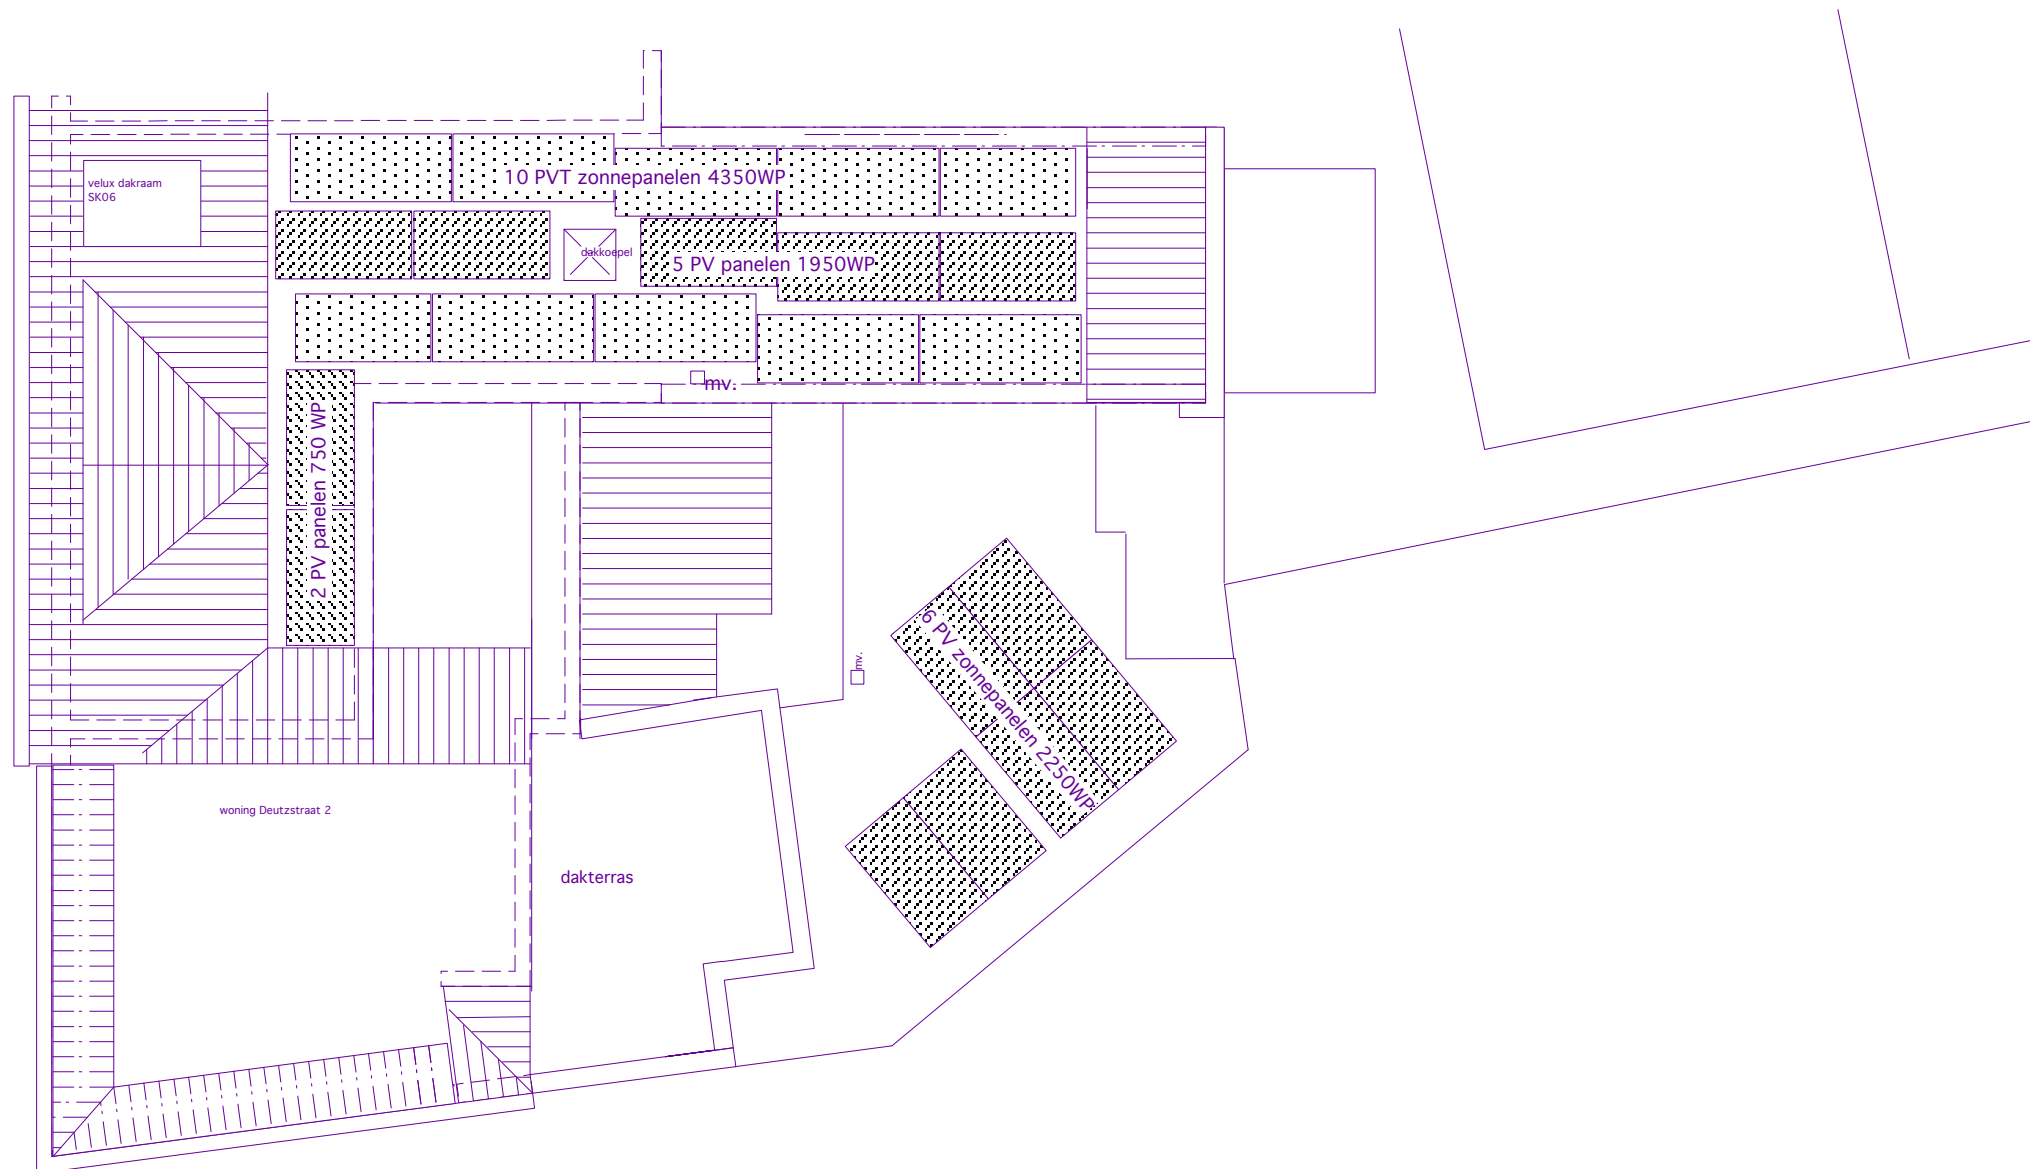 velux dakraam
SK06
10 PVT zonnepanelen 4350WP
dakkoepel
5 PV panelen 1950WP
mv.
2 PV panelen 750 WP
6 PV zonnepanelen 2250WP
mv.
woning Deutzstraat 2
dakterras